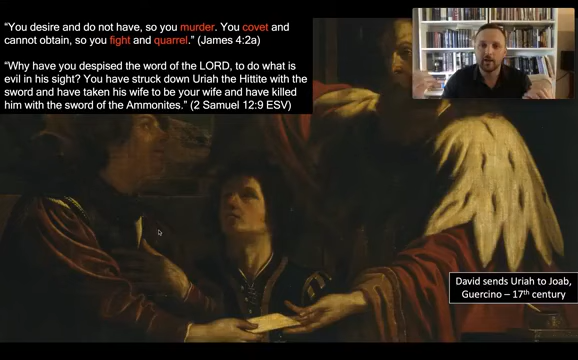 “You desire and do not have, so you murder. You covet and
cannot obtain, so you fight and quarrel.” (James 4:2a)
“Why have you despised the word of the LORD, to do what is
evil in his sight? You have struck down Uriah the Hittite with the
sword and have taken his wife to be your wife and have killed
him with the sword of the Ammonites.” (2 Samuel 12:9 ESV)
David sends Uriah to Joab,
Guercino – 17th century